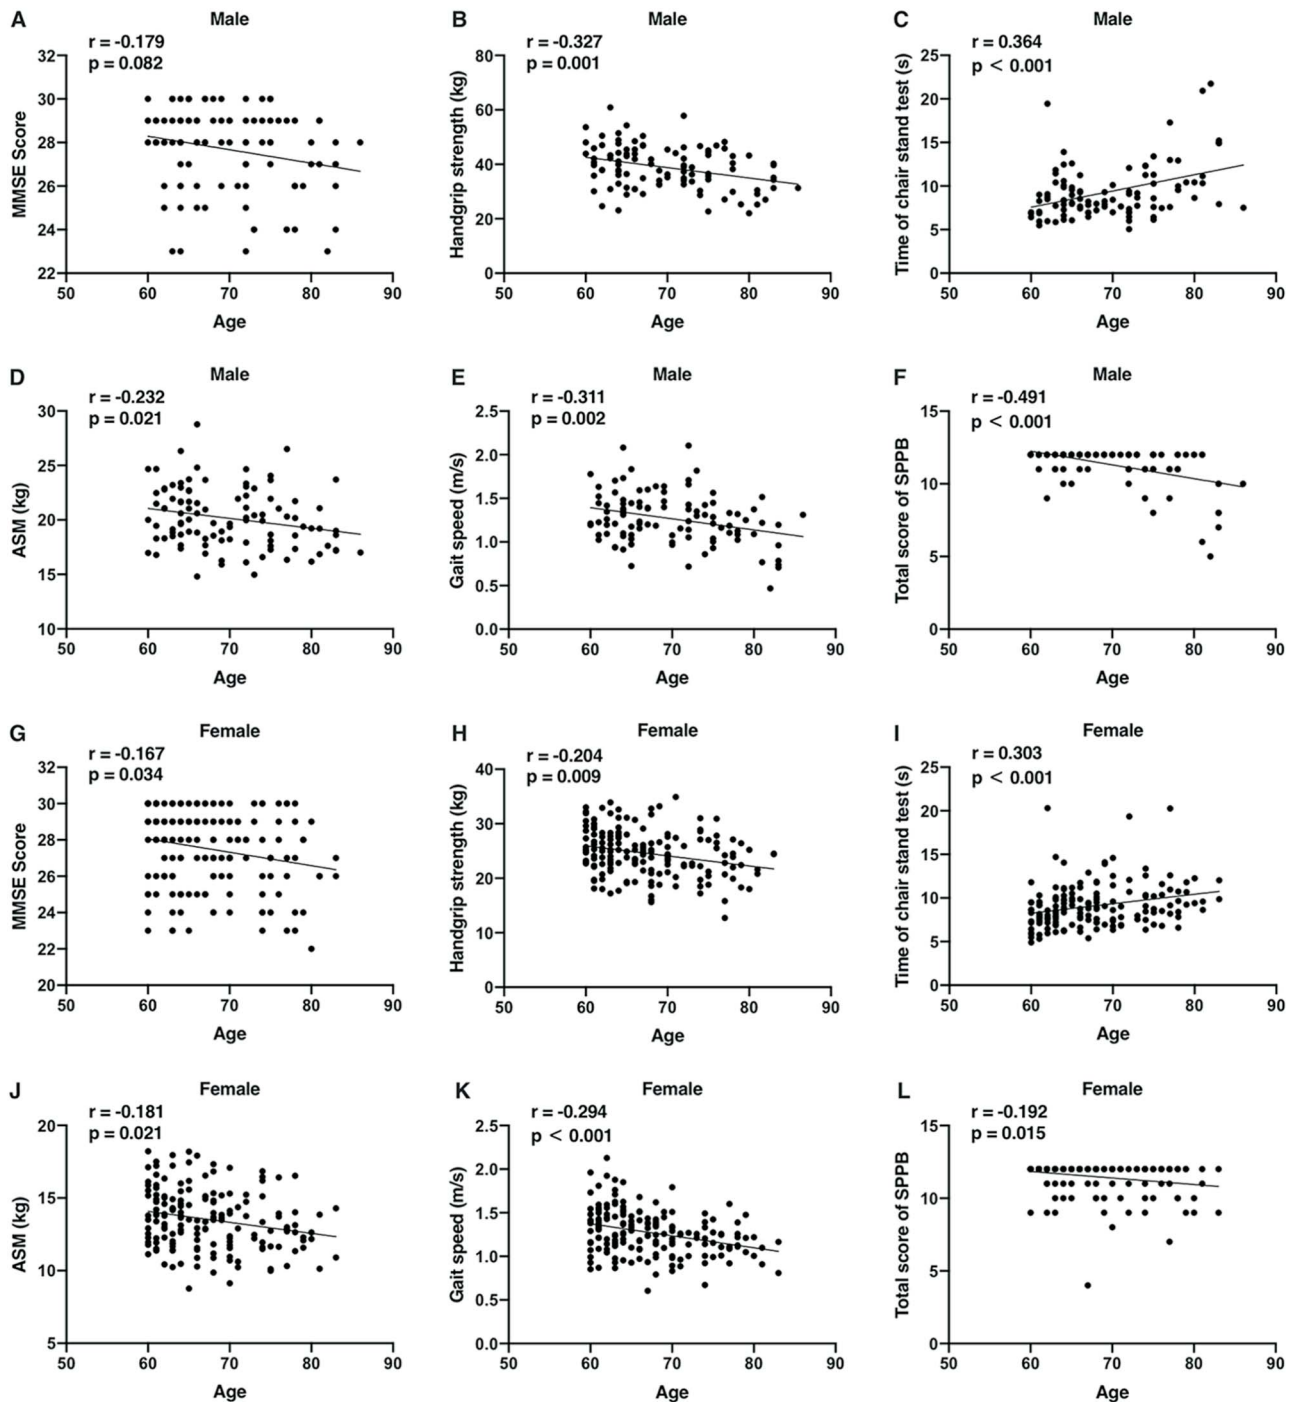 A
Male
r = -0.179
p = 0.082
MMSE Score
32
30
28
26
24
22
50
60
70
80
90
Age
B
Male
r = -0.327
p = 0.001
Handgrip strength (kg)
80
60
40
20
0
50
60
70
80
90
Age
C
Male
r = 0.364
p < 0.001
Time of chair stand test (s)
25
20
15
10
5
0
50
60
70
80
90
Age
D
Male
r = -0.232
p = 0.021
ASM (kg)
30
25
20
15
10
50
60
70
80
90
Age
E
Male
r = -0.311
p = 0.002
Gait speed (m/s)
2.5
2.0
1.5
1.0
0.5
0.0
50
60
70
80
90
Age
F
Male
r = -0.491
p < 0.001
Total score of SPPB
15
10
5
0
50
60
70
80
90
Age
G
Female
r = -0.167
p = 0.034
MMSE Score
32
30
28
26
24
22
20
50
60
70
80
90
Age
H
Female
r = -0.204
p = 0.009
Handgrip strength (kg)
40
30
20
10
0
50
60
70
80
90
Age
I
Female
r = 0.303
p < 0.001
Time of chair stand test (s)
25
20
15
10
5
0
50
60
70
80
90
Age
J
Female
r = -0.181
p = 0.021
ASM (kg)
20
15
10
5
50
60
70
80
90
Age
K
Female
r = -0.294
p < 0.001
Gait speed (m/s)
2.5
2.0
1.5
1.0
0.5
0.0
50
60
70
80
90
Age
L
Female
r = -0.192
p = 0.015
Total score of SPPB
15
10
5
0
50
60
70
80
90
Age